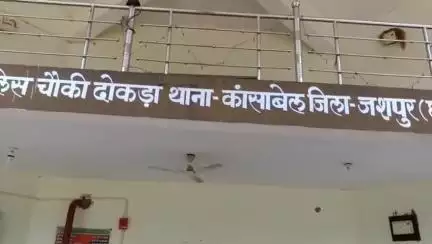 लिस चौकी दोकड़ा थाना-कांसाबेल जिला-जशपुर (